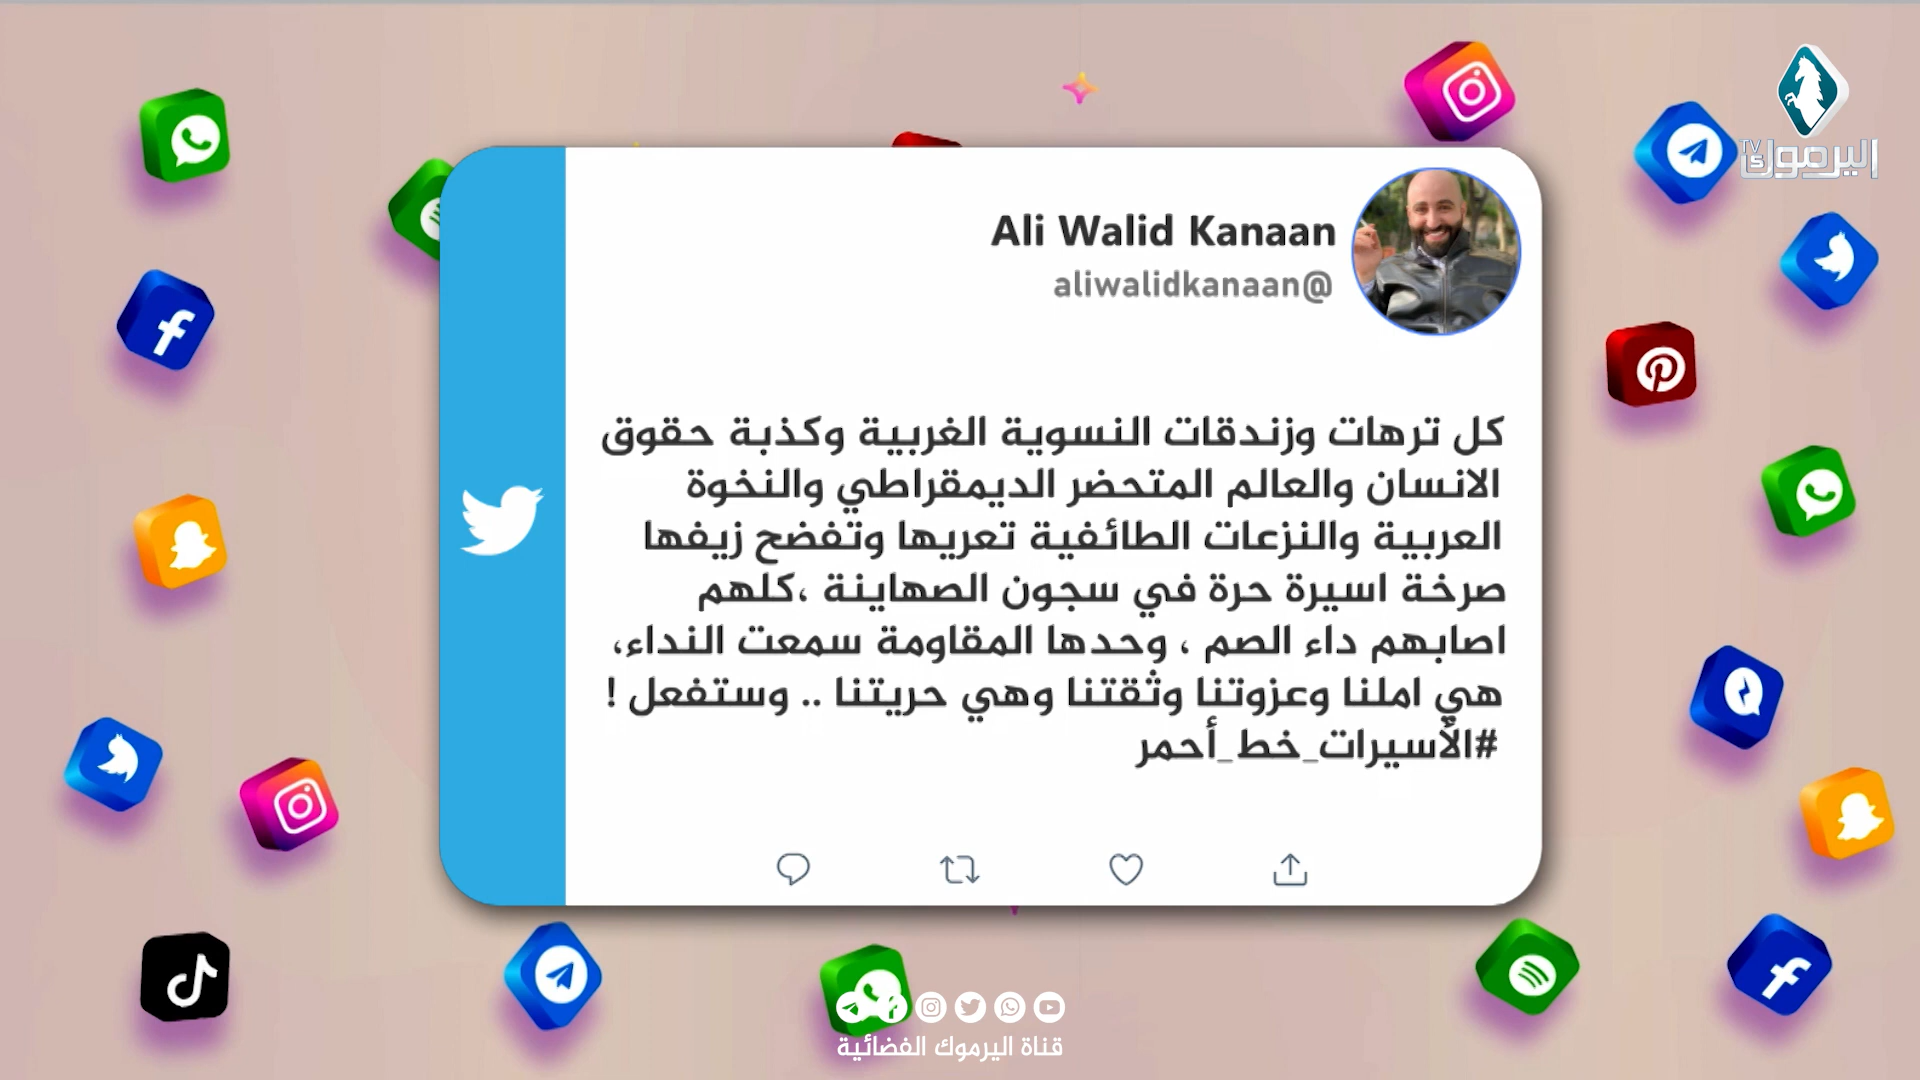 اليرموك
TV
Ali Walid Kanaan
aliwalidkanaan@
كل ترهات وزندقات النسوية الغربية وكذبة حقوق
الانسان والعالم المتحضر الديمقراطي والنخوة
العربية والنزعات الطائفية تعريها وتفضح زيفها
صرخة اسيرة حرة في سجون الصهاينة ،كلهم
اصابهم داء الصم ، وحدها المقاومة سمعت النداء،
هي املنا وعزوتنا وثقتنا وهي حريتنا .. وستفعل !
#الأسيرات_خط_أحمر
قناة اليرموك الفضائية